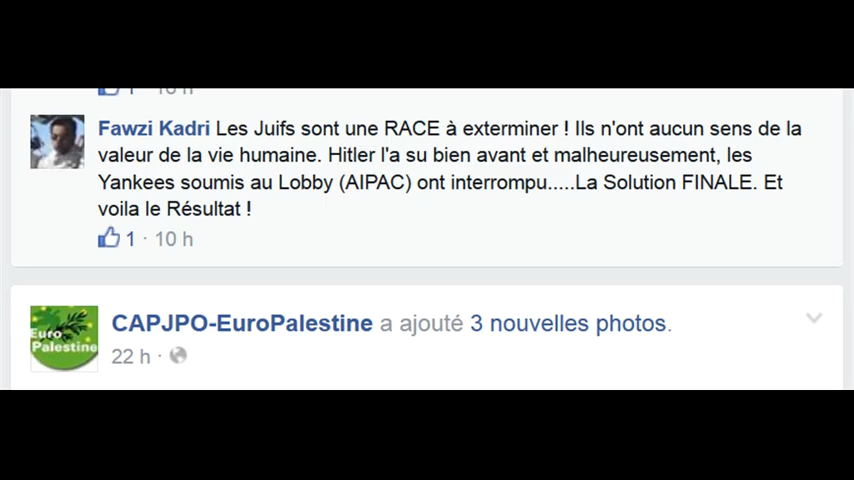 1 · 10 h
Fawzi Kadri Les Juifs sont une RACE à exterminer ! Ils n'ont aucun sens de la
valeur de la vie humaine. Hitler l'a su bien avant et malheureusement, les
Yankees soumis au Lobby (AIPAC) ont interrompu.....La Solution FINALE. Et
voila le Résultat !
1 · 10 h
Euro
Palestine
CAPJPO-EuroPalestine a ajouté 3 nouvelles photos.
22 h ·